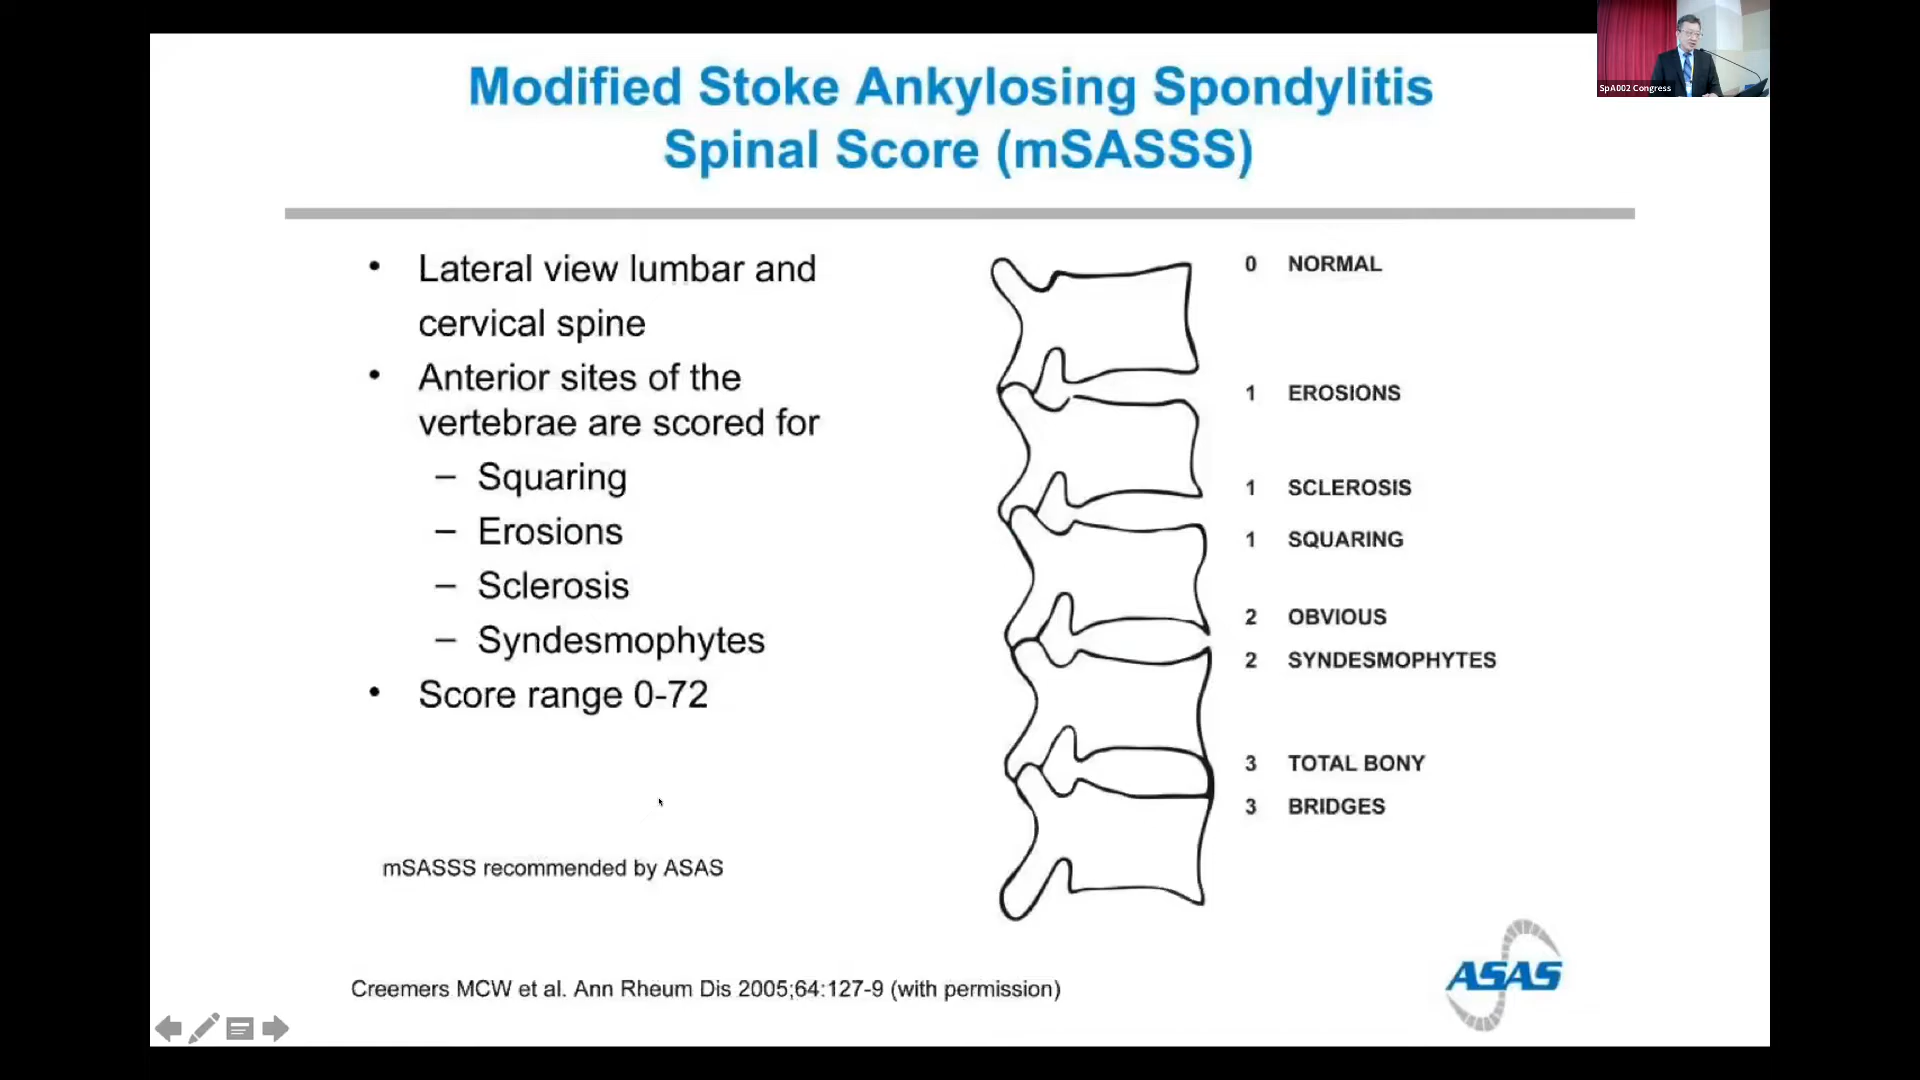 Modified Stoke Ankylosing Spondylitis
Spinal Score (mSASSS)
SpA002 Congress
• Lateral view lumbar and
cervical spine
• Anterior sites of the
vertebrae are scored for
– Squaring
– Erosions
– Sclerosis
– Syndesmophytes
• Score range 0-72
mSASSS recommended by ASAS
0 NORMAL
1 EROSIONS
1 SCLEROSIS
1 SQUARING
2 OBVIOUS
2 SYNDESMOPHYTES
3 TOTAL BONY
3 BRIDGES
Creemers MCW et al. Ann Rheum Dis 2005;64:127-9 (with permission)
ASAS